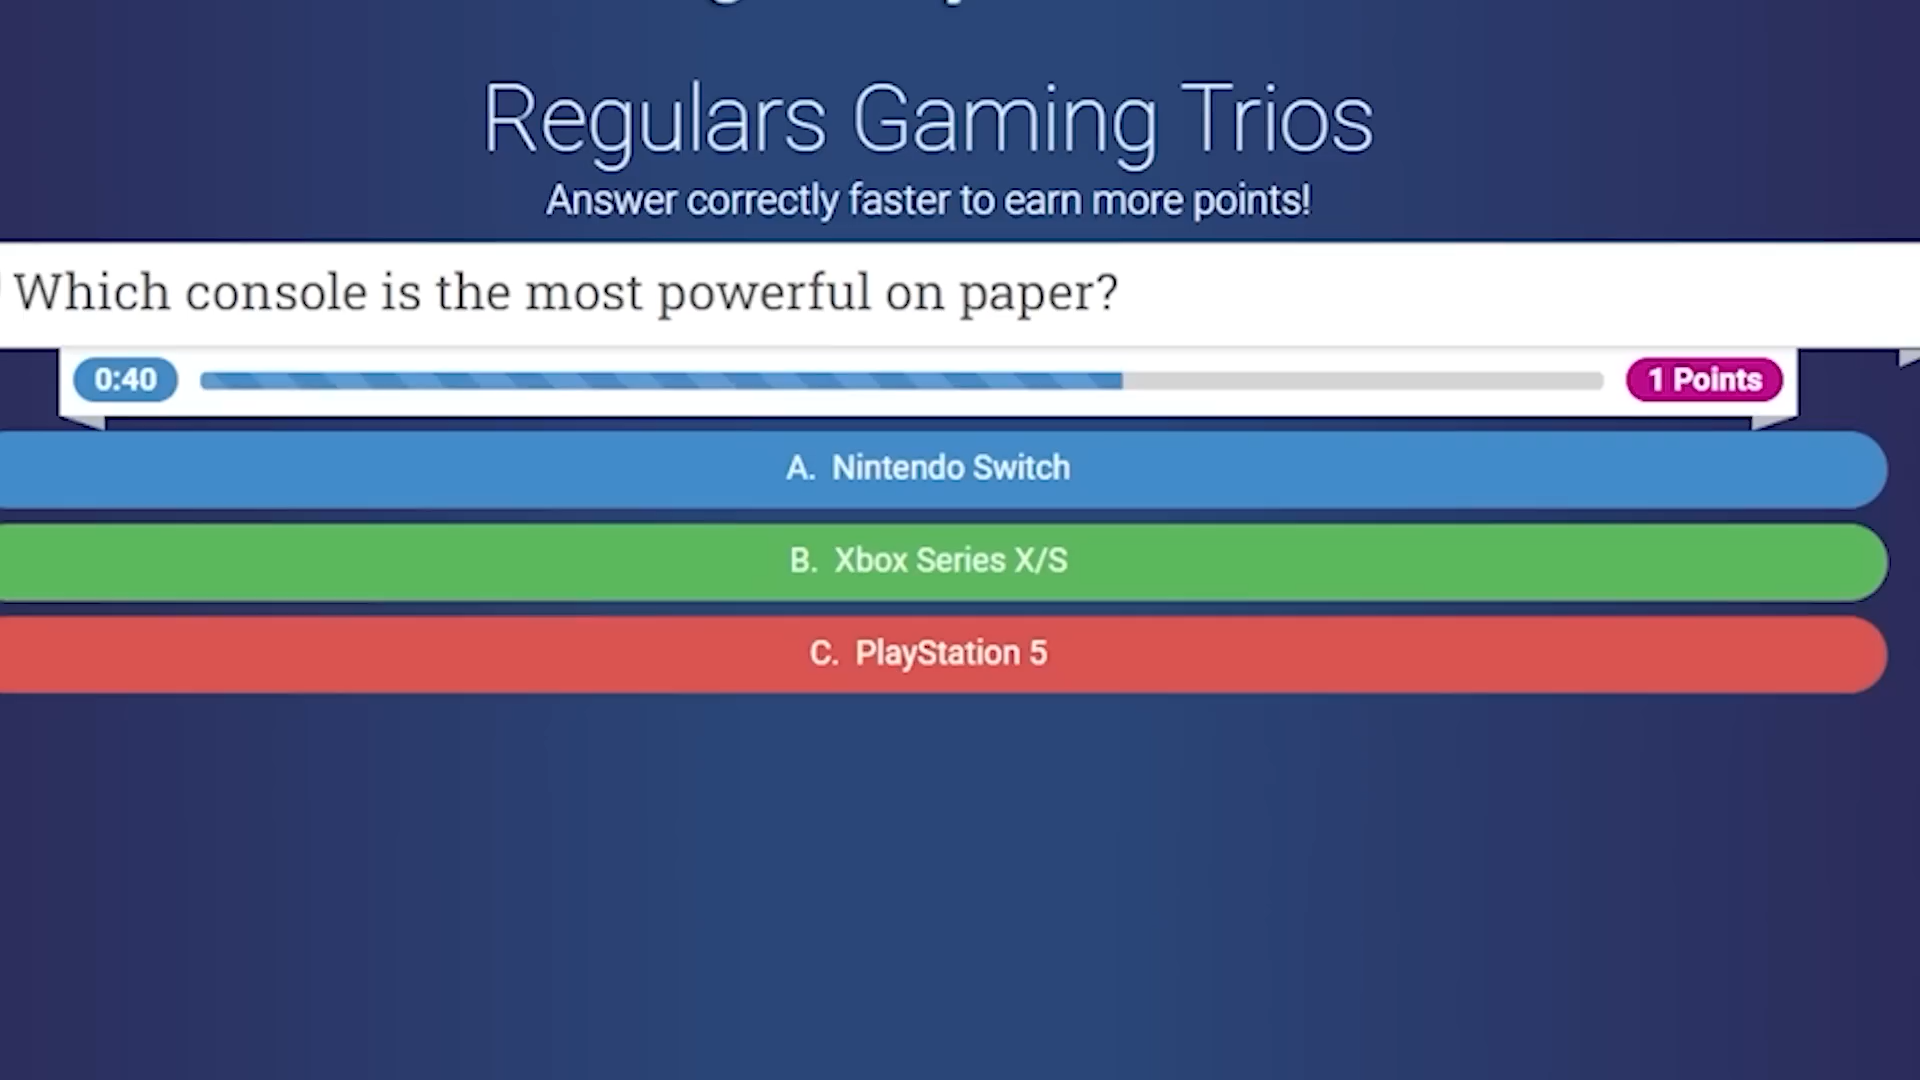 Regulars Gaming Trios
Answer correctly faster to earn more points!
Which console is the most powerful on paper?
0:40
1 Points
A. Nintendo Switch
B. Xbox Series X/S
C. PlayStation 5